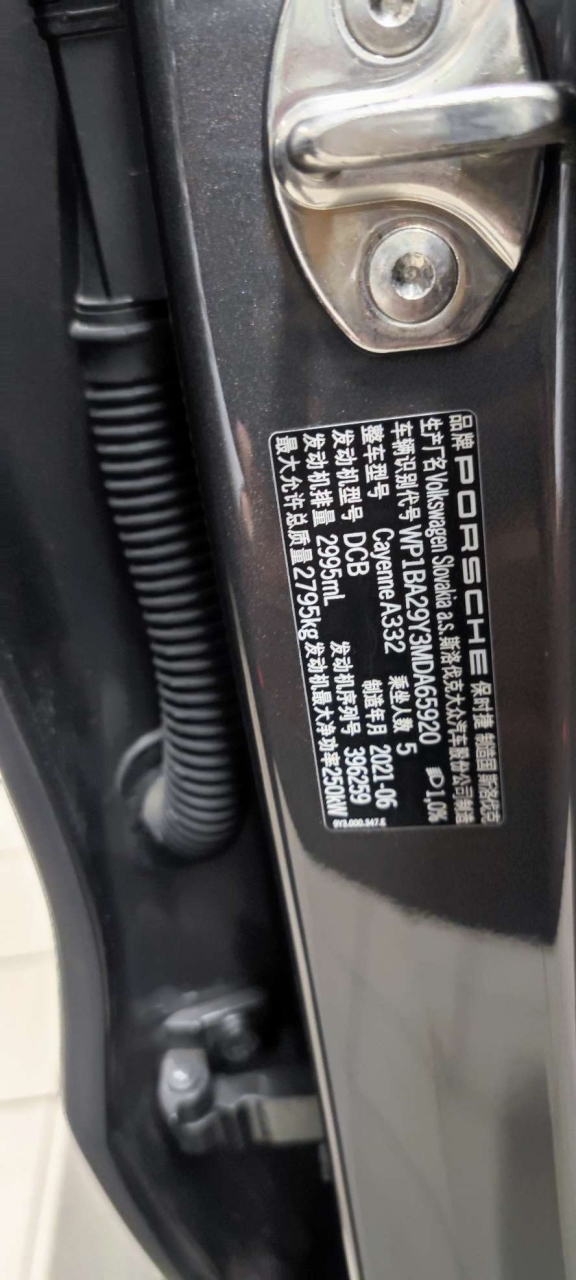 品牌 PORSCHE 保时捷 制造国 斯洛伐克
生产厂名 Volkswagen Slovakia a.s. 斯洛伐克大众汽车股份公司制造
车辆识别代号 WP1BA29Y3MDA65920 1,0%
整车型号 Cayenne A332 乘坐人数 5
发动机型号 DCB 制造年月 2021-06
发动机排量 2995mL 发动机序列号 396259
最大允许总质量 2795kg 发动机最大净功率 250kW
9Y3.000.347.E